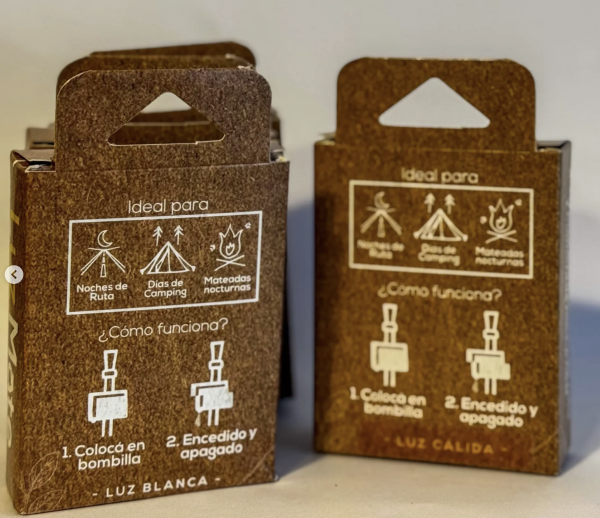 Ideal para
Noches de
Ruta
Días de
Camping
Mateadas
nocturnas
¿Cómo funciona?
1. Colocá en
bombilla
2. Encedido y
apagado
- LUZ BLANCA -
Ideal para
Noches de
Ruta
Días de
Camping
Mateadas
nocturnas
¿Cómo funciona?
1. Colocá en
bombilla
2. Encedido y
apagado
- LUZ CÁLIDA -